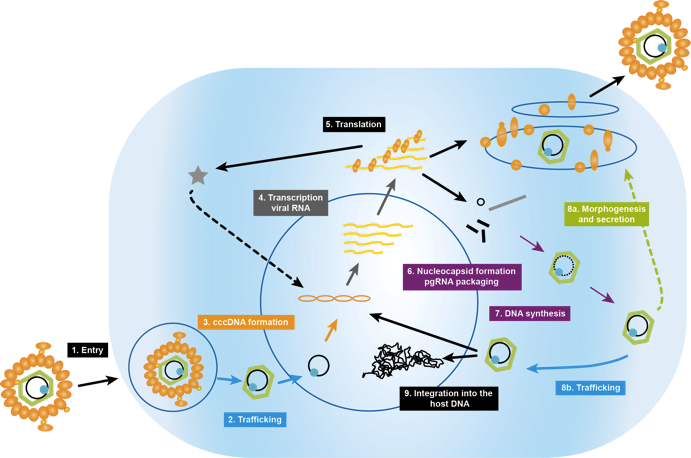 5. Translation
4. Transcription
viral RNA
8a. Morphogenesis
and secretion
6. Nucleocapsid formation
pgRNA packaging
7. DNA synthesis
3. cccDNA formation
1. Entry
2. Trafficking
9. Integration into the
host DNA
8b. Trafficking